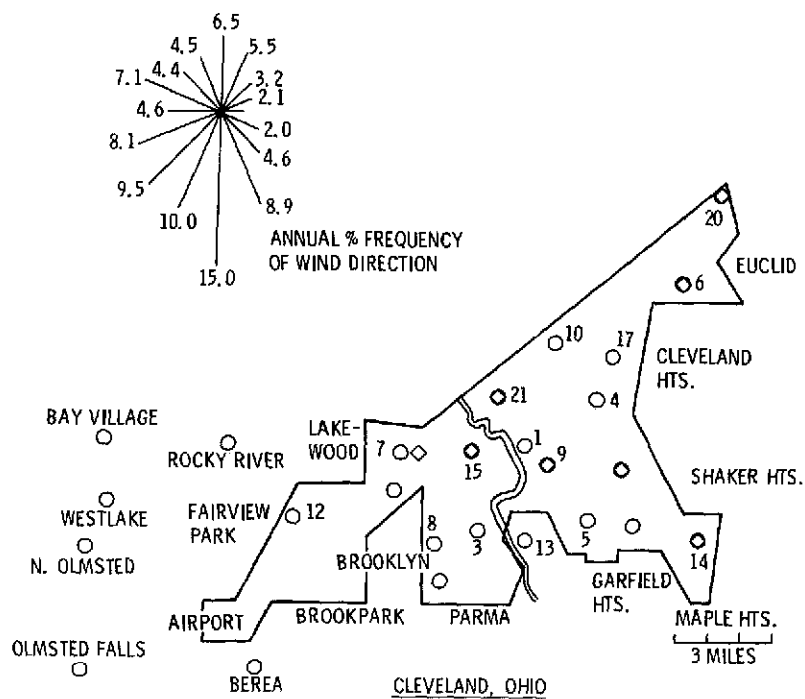 6.5
4.5
5.5
4.4
7.1
3.2
2.1
4.6
2.0
8.1
4.6
9.5
8.9
10.0
15.0
ANNUAL % FREQUENCY
OF WIND DIRECTION
20
EUCLID
6
10
17
CLEVELAND
HTS.
4
21
BAY VILLAGE
ROCKY RIVER
LAKE-
WOOD
7
15
1
9
SHAKER HTS.
WESTLAKE
FAIRVIEW
PARK
12
N. OLMSTED
8
BROOKLYN
3
13
5
14
GARFIELD
HTS.
AIRPORT
BROOKPARK
PARMA
MAPLE HTS.
3 MILES
OLMSTED FALLS
BEREA
CLEVELAND, OHIO